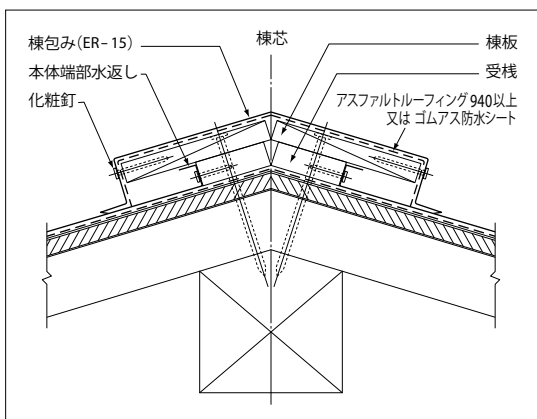 棟包み(ER-15)
本体端部水返し
化粧釘
棟芯
棟板
受桟
アスファルトルーフィング940以上
又は ゴムアス防水シート